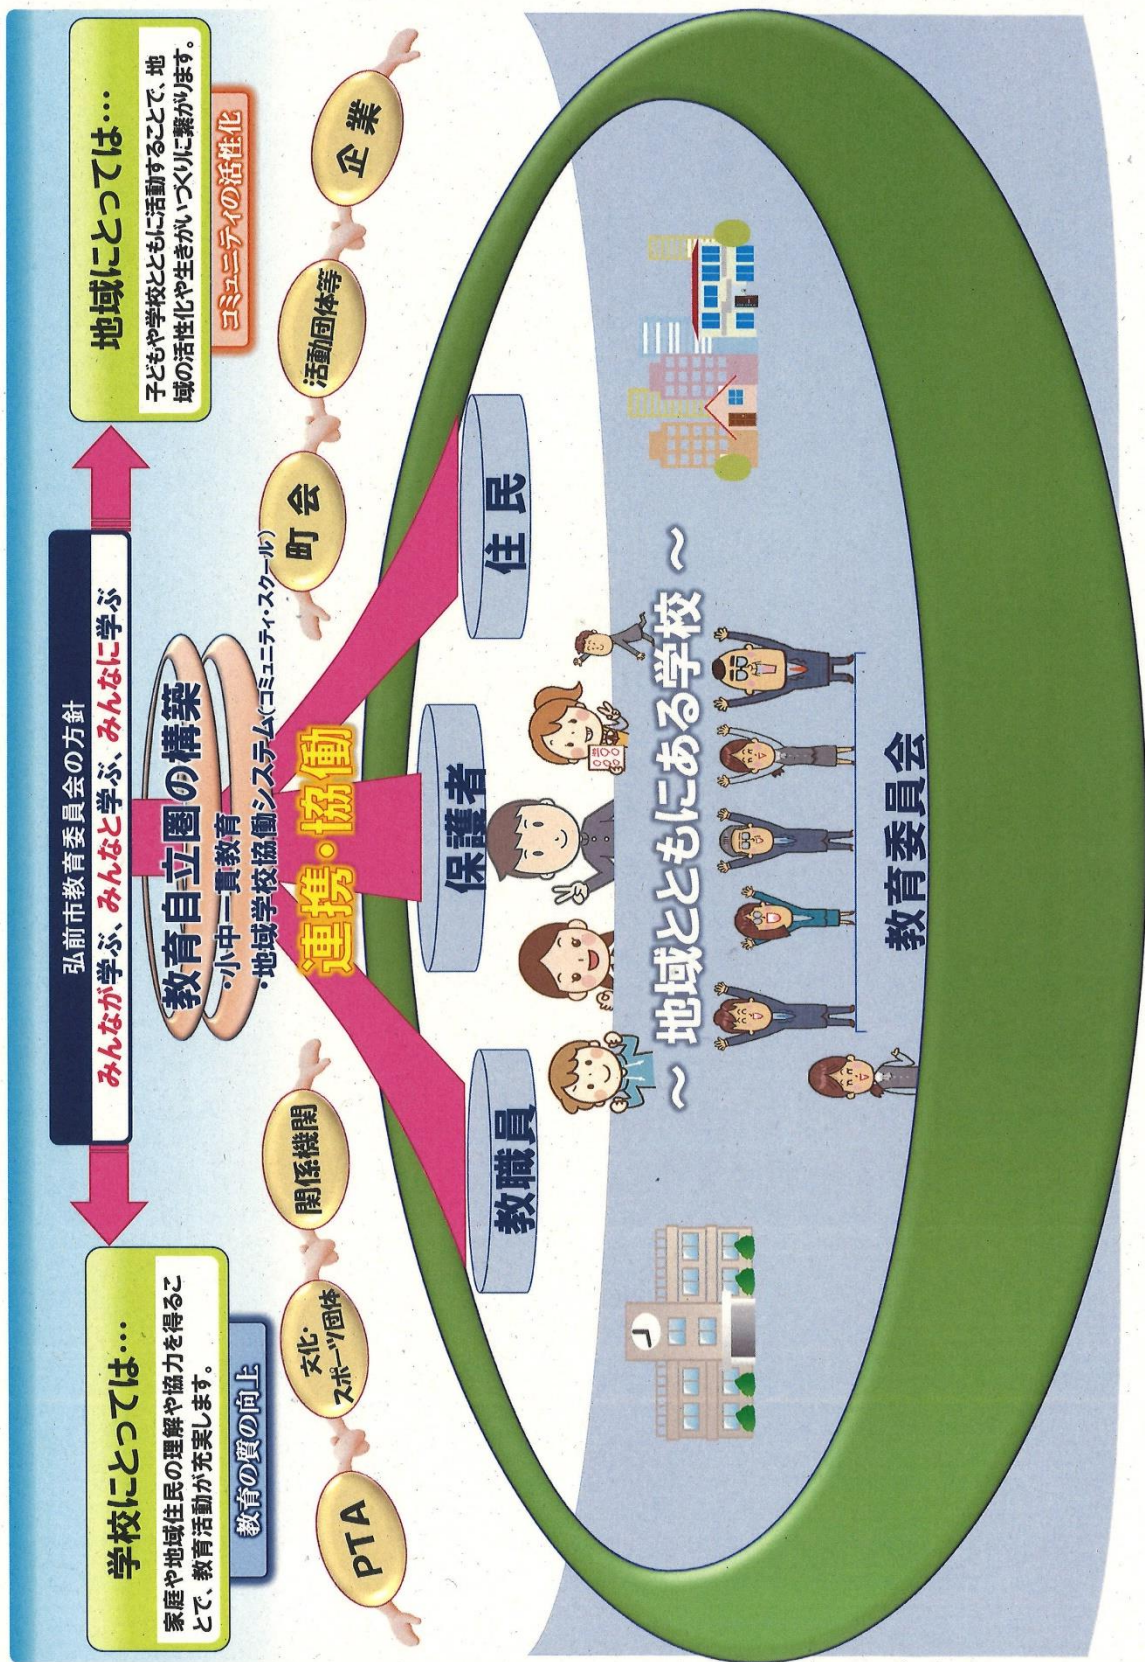 弘前市教育委員会の方針
みんなが学ぶ、みんなと学ぶ、みんなに学ぶ
学校にとっては…
家庭や地域住民の理解や協力を得るこ
とで、教育活動が充実します。
教育の質の向上
地域にとっては…
子どもや学校とともに活動することで、地
域の活性化や生きがいづくりに繋がります。
コミュニティの活性化
教育自立圏の構築
・小中一貫教育
・地域学校協働システム(コミュニティ・スクール)
PTA
文化・
スポーツ団体
関係機関
町会
活動団体等
企業
連携・協働
教職員
保護者
住民
～ 地域とともにある学校 ～
教育委員会